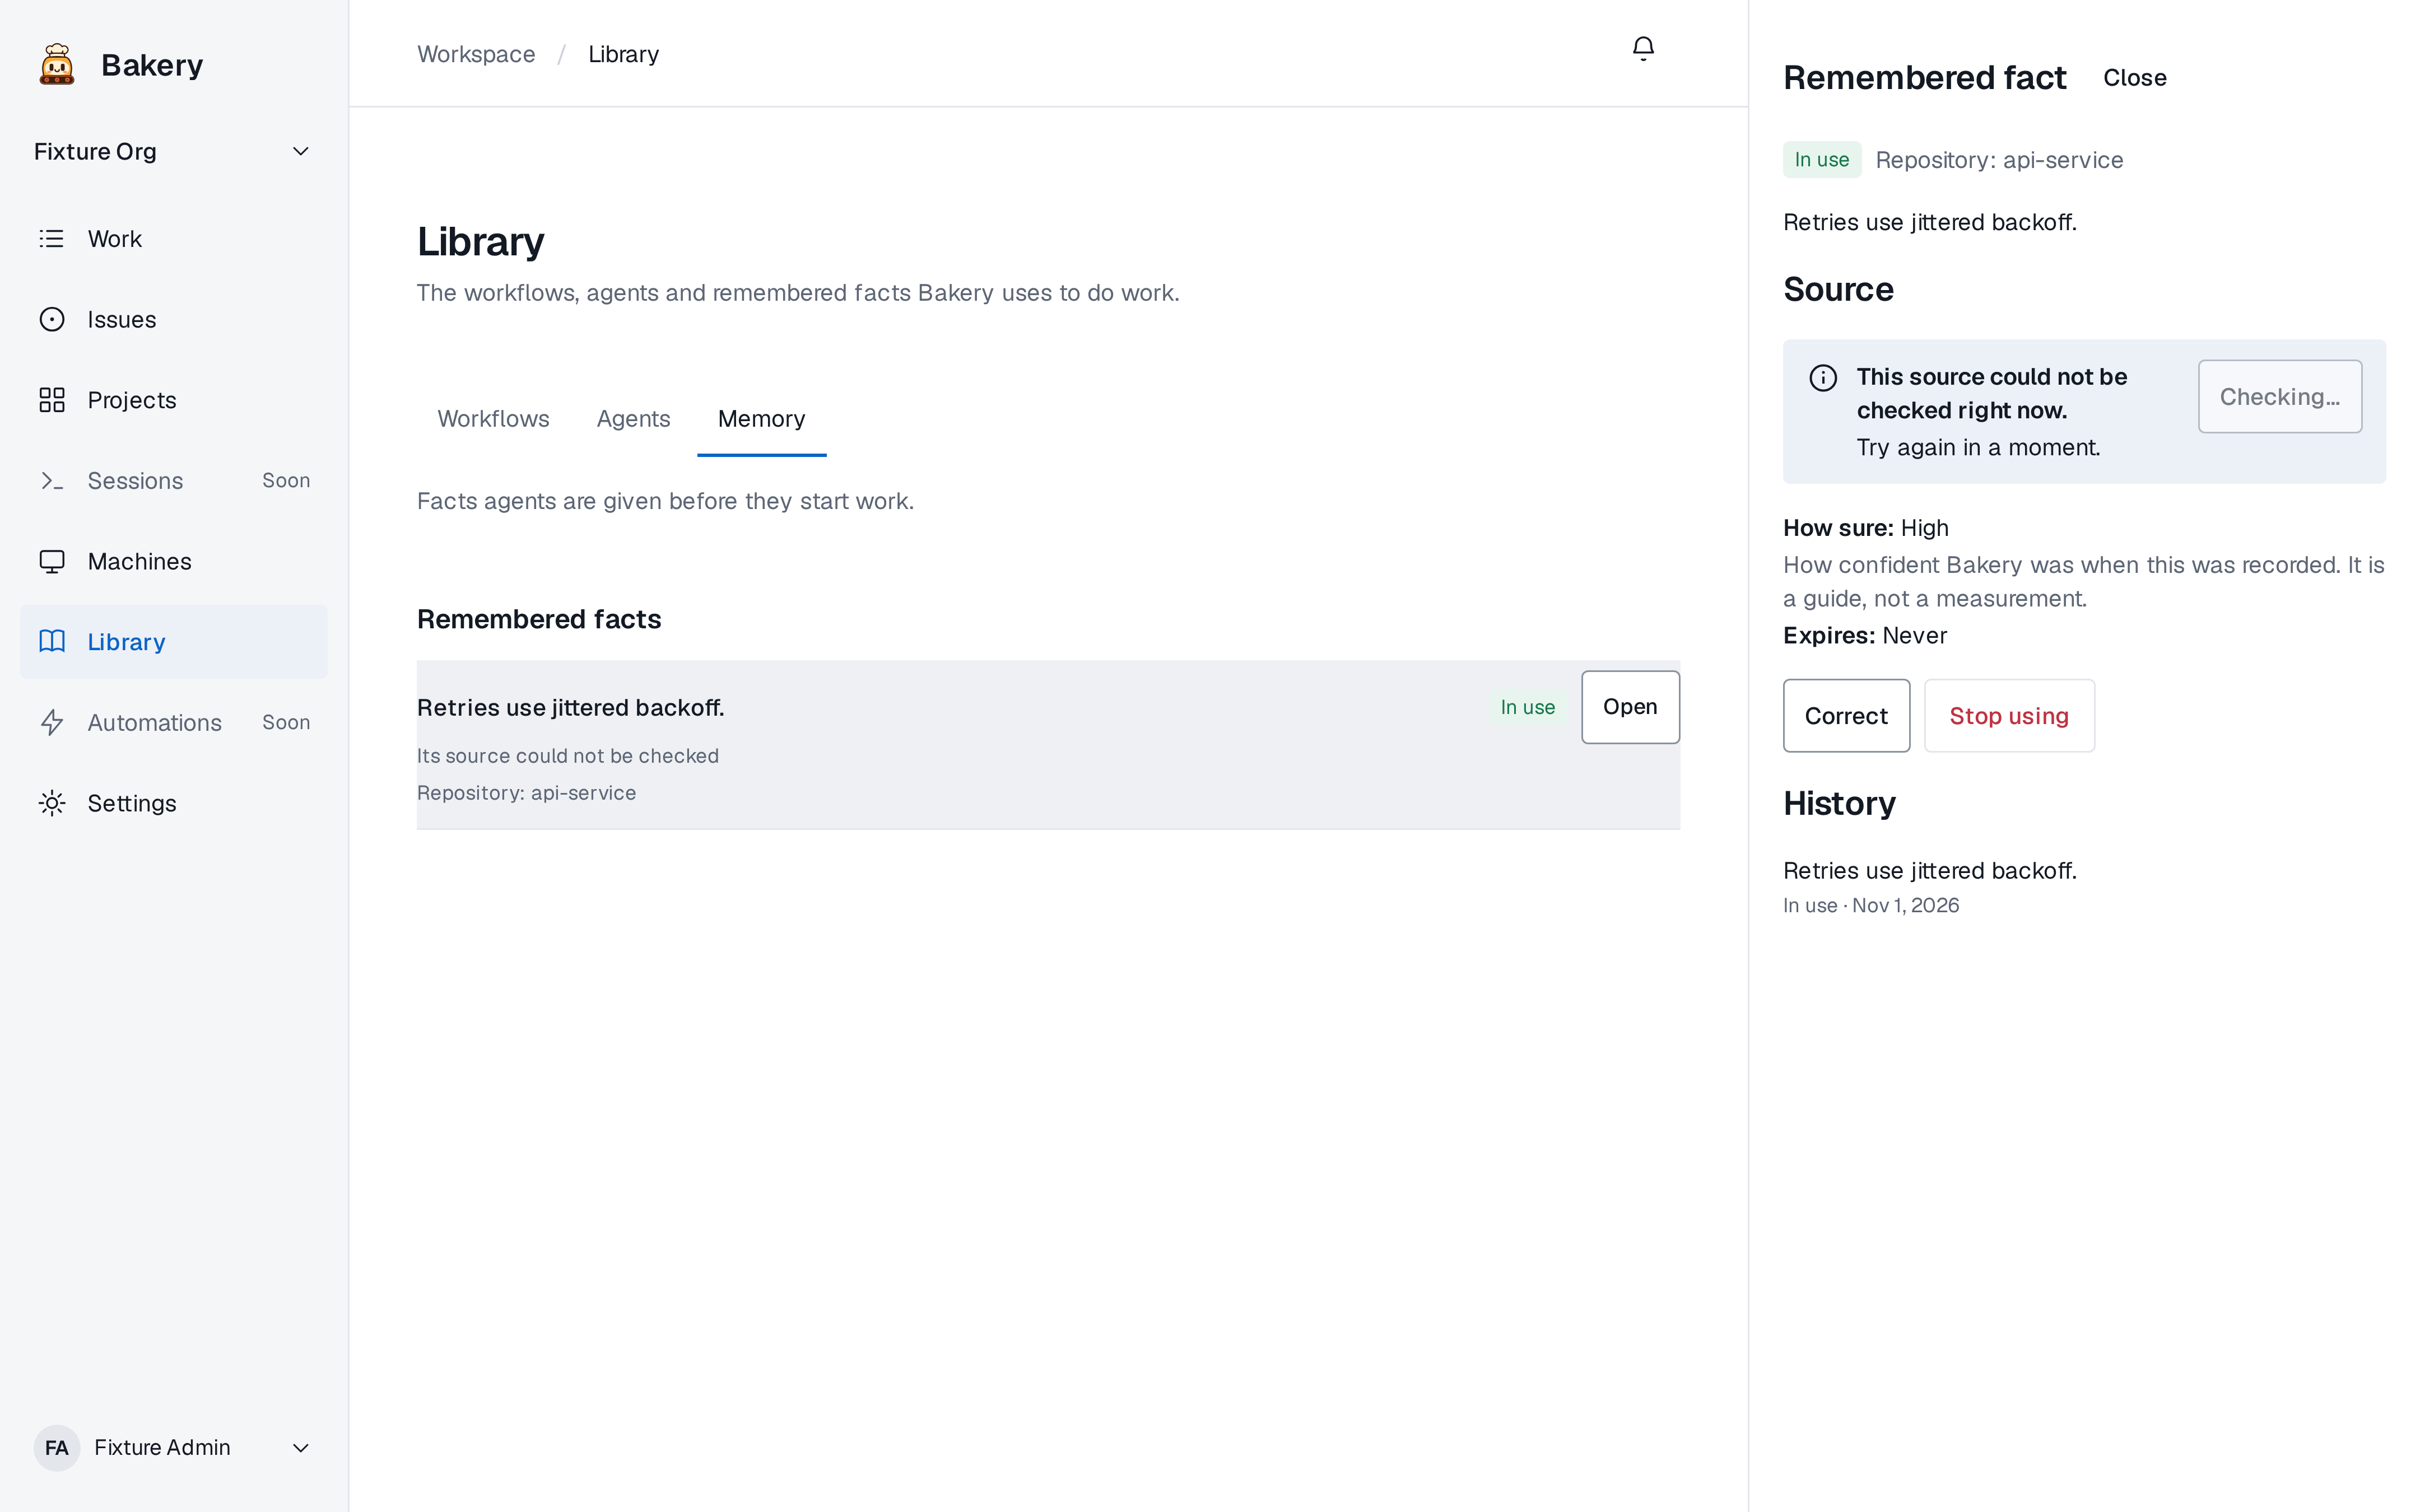 Bakery
Fixture Org
Work
Issues
Projects
Sessions Soon
Machines
Library
Automations Soon
Settings
FA Fixture Admin
Workspace / Library
Library
The workflows, agents and remembered facts Bakery uses to do work.
Workflows Agents Memory
Facts agents are given before they start work.
Remembered facts
Retries use jittered backoff. In use Open
Its source could not be checked
Repository: api-service
Remembered fact Close
In use Repository: api-service
Retries use jittered backoff.
Source
This source could not be
checked right now.
Try again in a moment.
Checking…
How sure: High
How confident Bakery was when this was recorded. It is
a guide, not a measurement.
Expires: Never
Correct Stop using
History
Retries use jittered backoff.
In use · Nov 1, 2026